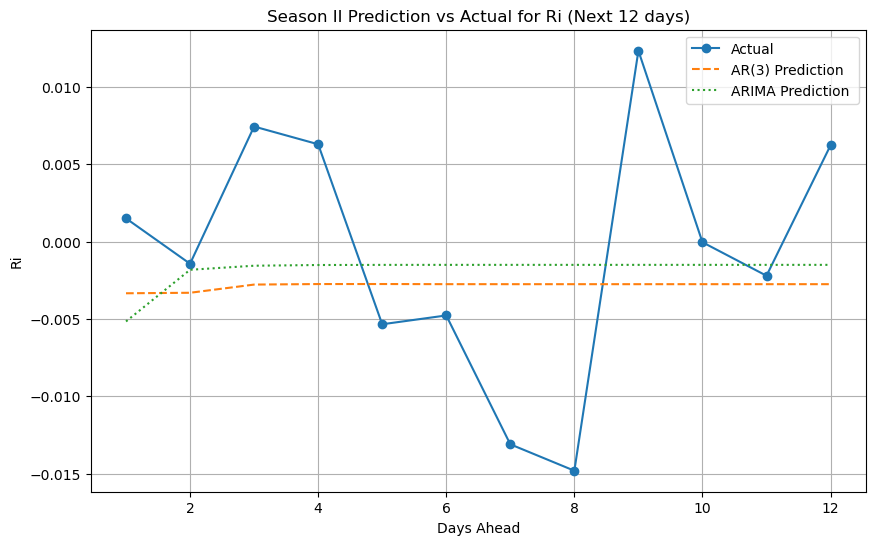 Season II Prediction vs Actual for Ri (Next 12 days)
Actual
AR(3) Prediction
ARIMA Prediction
Ri
0.010
0.005
0.000
−0.005
−0.010
−0.015
2 4 6 8 10 12
Days Ahead